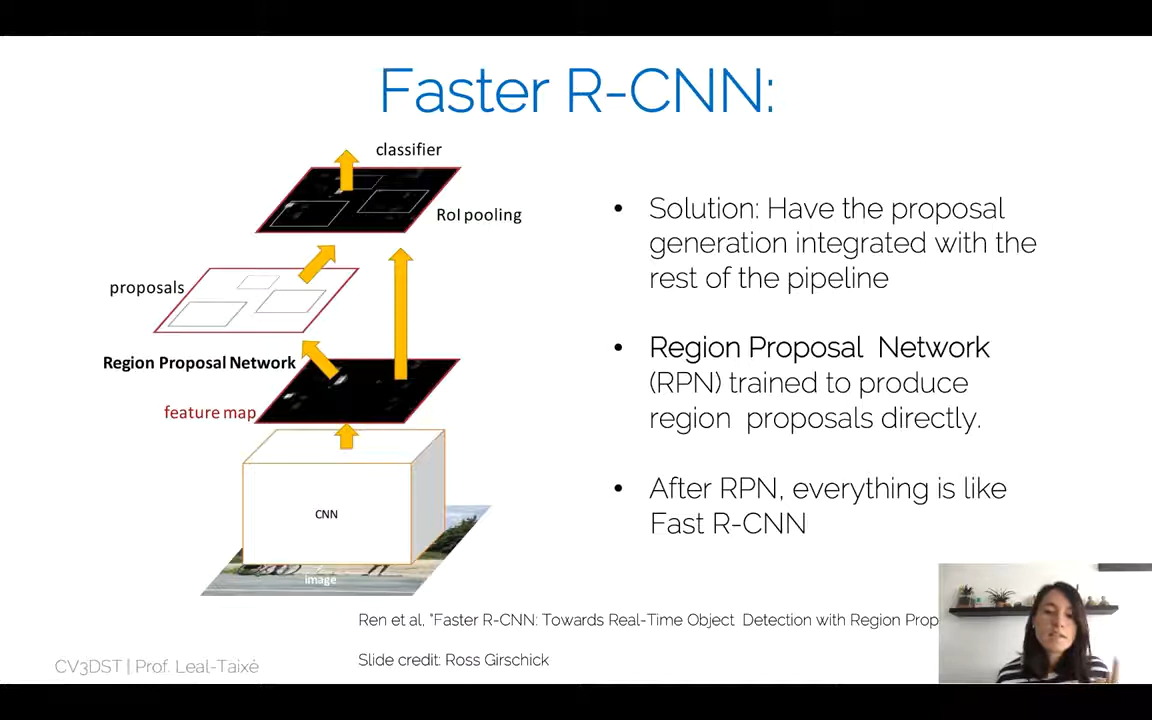 Faster R-CNN:
classifier
RoI pooling
proposals
Region Proposal Network
feature map
CNN
image
• Solution: Have the proposal
generation integrated with the
rest of the pipeline
• Region Proposal Network
(RPN) trained to produce
region proposals directly.
• After RPN, everything is like
Fast R-CNN
Ren et al, "Faster R-CNN: Towards Real-Time Object Detection with Region Prop
Slide credit: Ross Girschick
CV3DST | Prof. Leal-Taixé